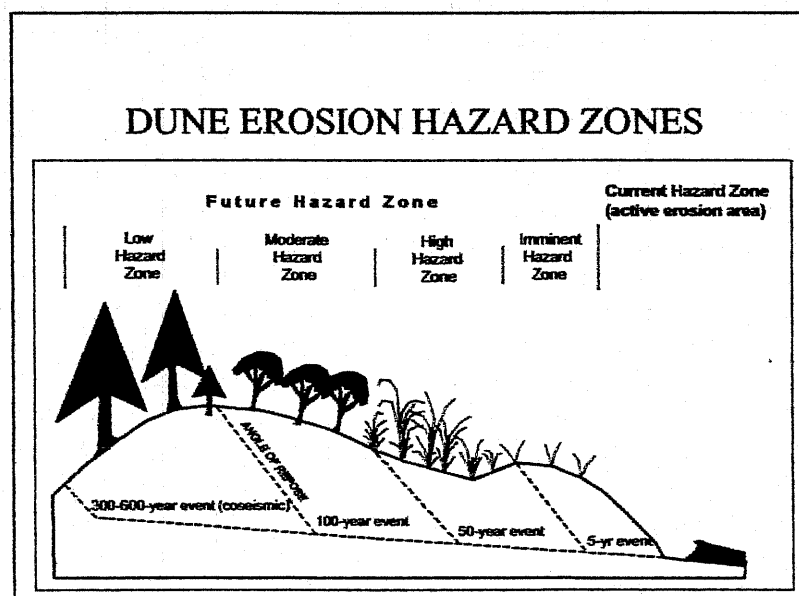 DUNE EROSION HAZARD ZONES
Future Hazard Zone
Current Hazard Zone
(active erosion area)
Low
Hazard
Zone
Moderate
Hazard
Zone
High
Hazard
Zone
Imminent
Hazard
Zone
ANGLE OF REPOSE
300-600-year event (coseismic)
100-year event
50-year event
5-yr event